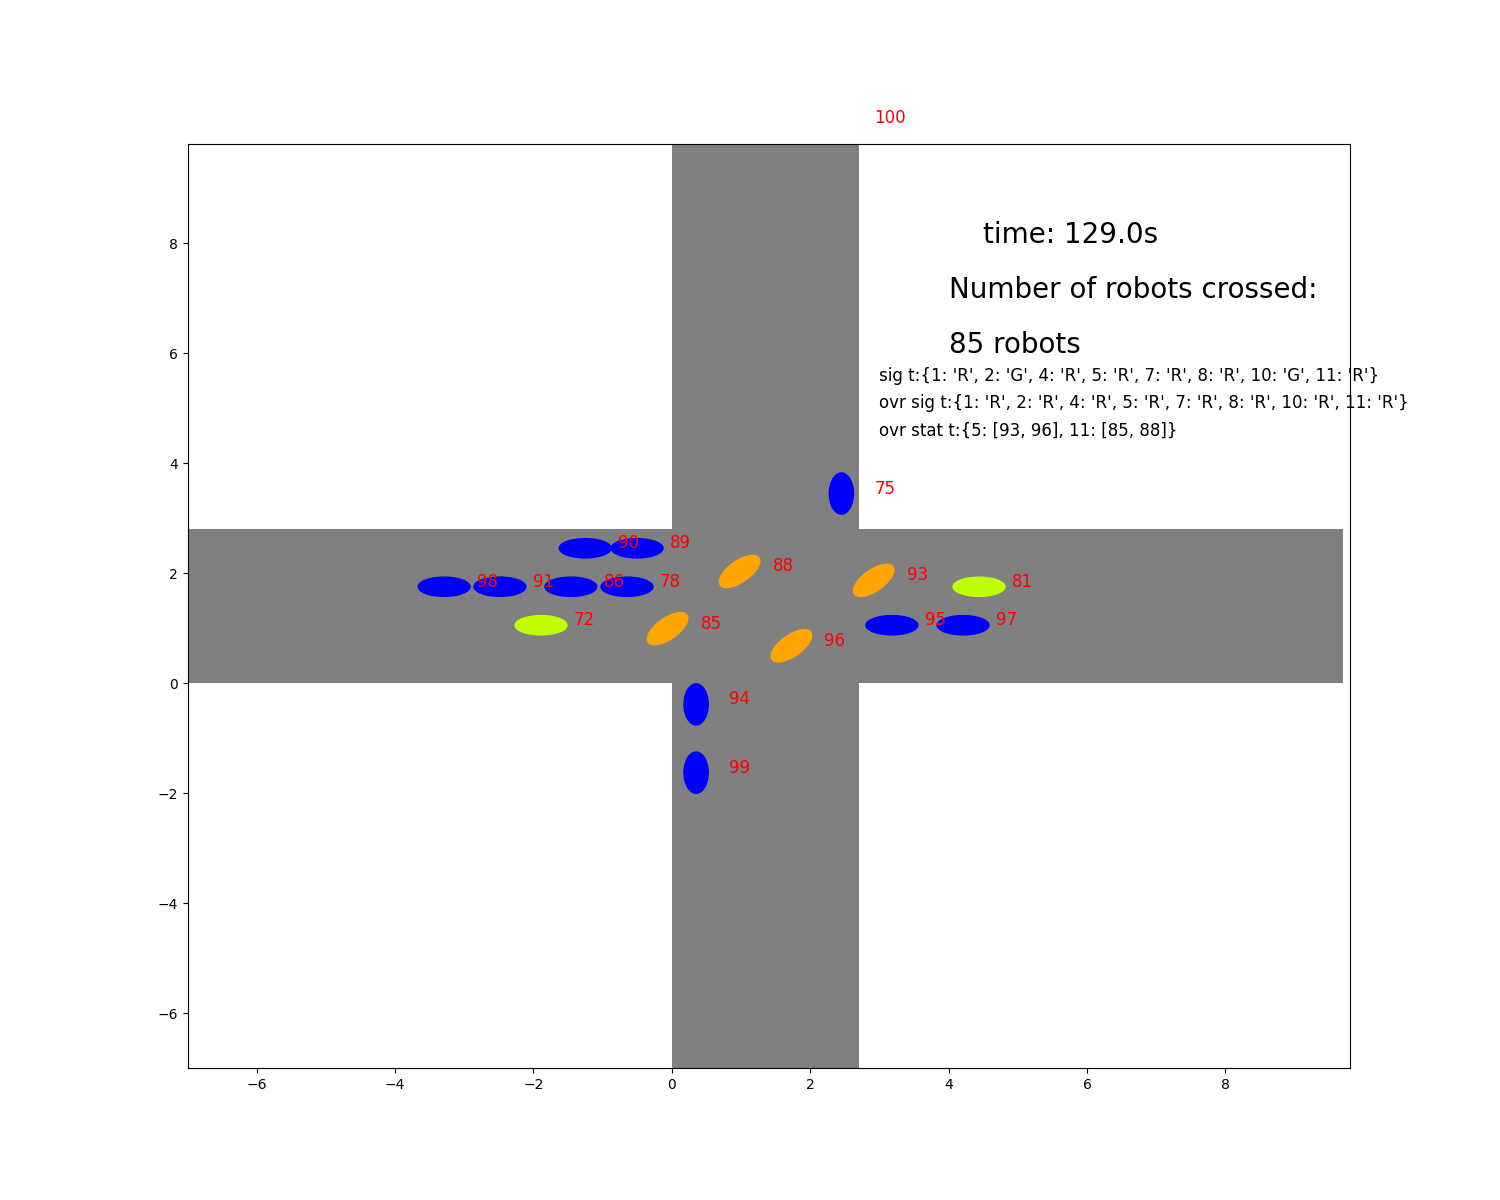 100
time: 129.0s
Number of robots crossed:
85 robots
sig t:{1: 'R', 2: 'G', 4: 'R', 5: 'R', 7: 'R', 8: 'R', 10: 'G', 11: 'R'}
ovr sig t:{1: 'R', 2: 'R', 4: 'R', 5: 'R', 7: 'R', 8: 'R', 10: 'R', 11: 'R'}
ovr stat t:{5: [93, 96], 11: [85, 88]}
75
90 89
88
93
98 91 86 78
81
72
85
95 97
96
94
99
8
6
4
2
0
−2
−4
−6
−6 −4 −2 0 2 4 6 8